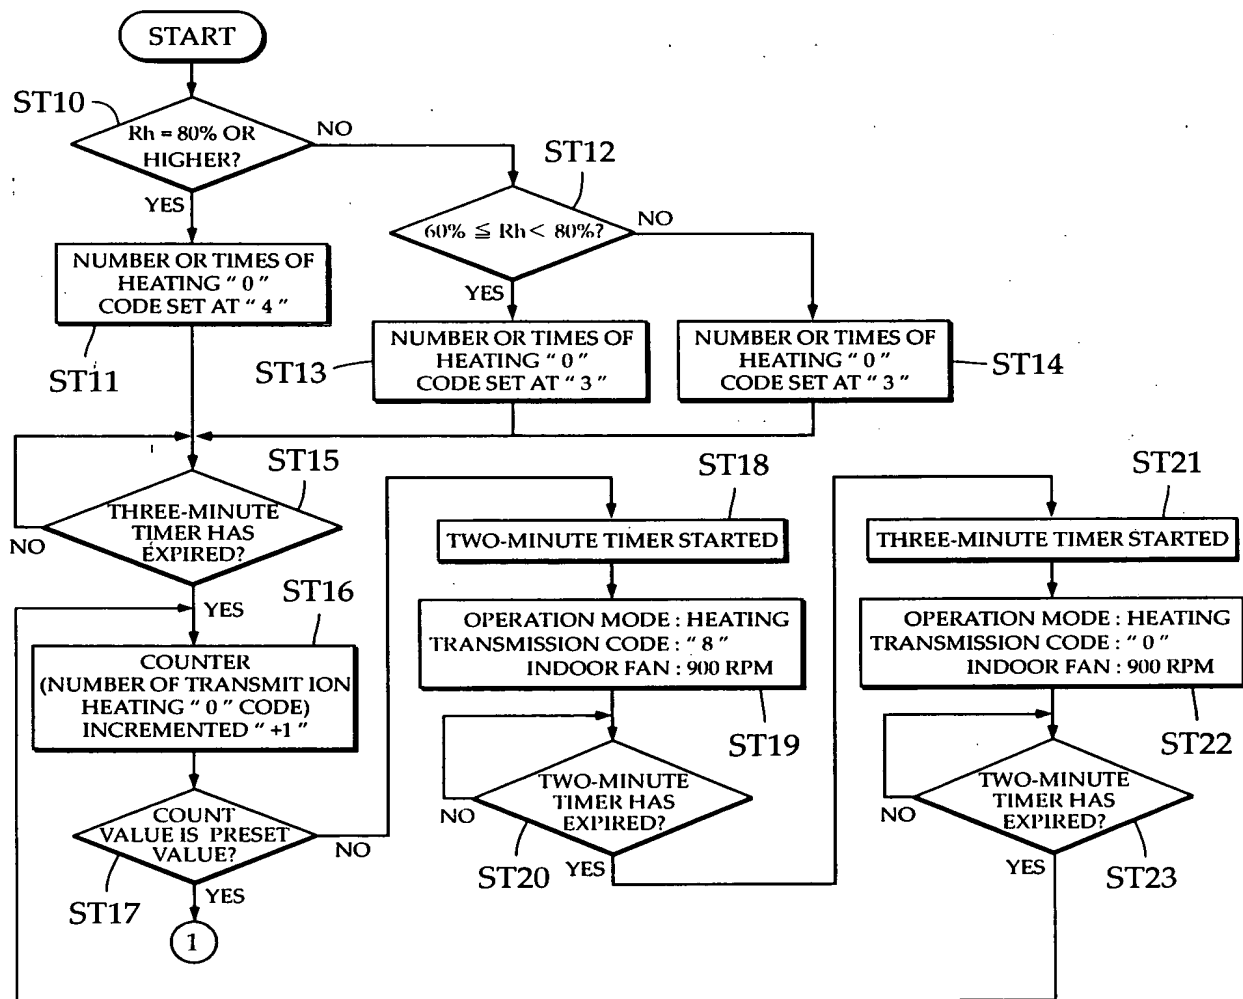 START
ST10
Rh = 80% OR
HIGHER?
NO
YES
ST12
60% ≦ Rh < 80%?
NO
YES
NUMBER OR TIMES OF
HEATING " 0 "
CODE SET AT " 4 "
ST11
NUMBER OR TIMES OF
HEATING " 0 "
CODE SET AT " 3 "
ST13
NUMBER OR TIMES OF
HEATING " 0 "
CODE SET AT " 3 "
ST14
ST15
THREE-MINUTE
TIMER HAS
EXPIRED?
NO
YES
ST16
COUNTER
(NUMBER OF TRANSMIT ION
HEATING " 0 " CODE)
INCREMENTED " +1 "
COUNT
VALUE IS PRESET
VALUE?
NO
YES
ST17
1
ST18
TWO-MINUTE TIMER STARTED
OPERATION MODE : HEATING
TRANSMISSION CODE : " 8 "
INDOOR FAN : 900 RPM
ST19
TWO-MINUTE
TIMER HAS
EXPIRED?
NO
YES
ST20
ST21
THREE-MINUTE TIMER STARTED
OPERATION MODE : HEATING
TRANSMISSION CODE : " 0 "
INDOOR FAN : 900 RPM
ST22
TWO-MINUTE
TIMER HAS
EXPIRED?
NO
YES
ST23